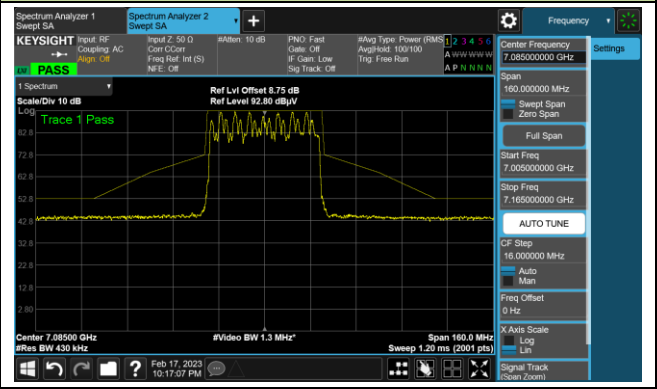 Spectrum Analyzer 1
Swept SA
Spectrum Analyzer 2
Swept SA
Frequency
KEYSIGHT
Input: RF
Coupling: AC
Align: Off
Input Z: 50 Ω
Corr CCorr
Freq Ref: Int (S)
NFE: Off
#Atten: 10 dB
PNO: Fast
Gate: Off
IF Gain: Low
Sig Track: Off
#Avg Type: Power (RMS
Avg|Hold: 100/100
Trig: Free Run
1 2 3 4 5 6
A W W W W W
A P N N N N
PASS
1 Spectrum
Scale/Div 10 dB
Ref Lvl Offset 8.75 dB
Ref Level 92.80 dBµV
Log
Trace 1 Pass
82.8
72.8
62.8
52.8
42.8
32.8
22.8
12.8
2.80
Center 7.08500 GHz
#Video BW 1.3 MHz*
Span 160.0 MHz
#Res BW 430 kHz
Sweep 1.20 ms (2001 pts)
Feb 17, 2023
10:17:07 PM
Center Frequency
7.085000000 GHz
Settings
Span
160.000000 MHz
Swept Span
Zero Span
Full Span
Start Freq
7.005000000 GHz
Stop Freq
7.165000000 GHz
AUTO TUNE
CF Step
16.000000 MHz
Auto
Man
Freq Offset
0 Hz
X Axis Scale
Log
Lin
Signal Track
(Span Zoom)